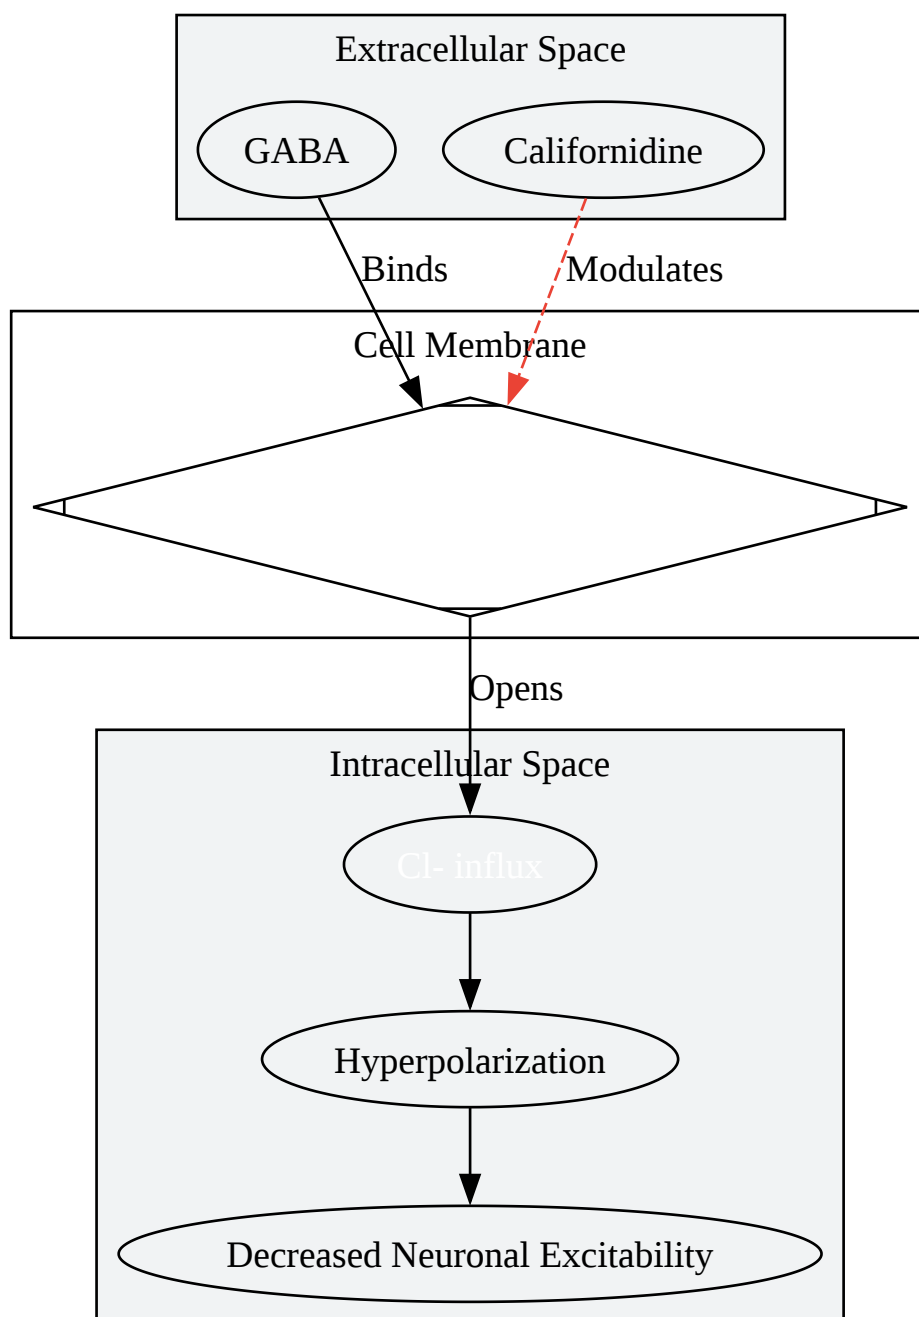 Extracellular Space
GABA
Californidine
Binds
Modulates
Cell Membrane
Opens
Intracellular Space
Cl- influx
Hyperpolarization
Decreased Neuronal Excitability